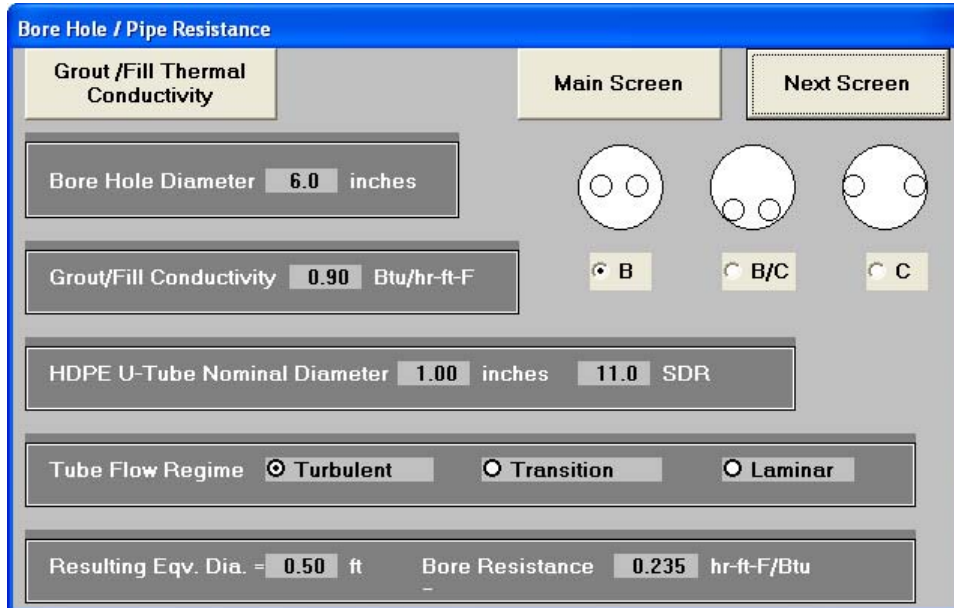 Bore Hole / Pipe Resistance
Grout /Fill Thermal
Conductivity
Main Screen
Next Screen
Bore Hole Diameter 6.0 inches
Grout/Fill Conductivity 0.90 Btu/hr-ft-F
B
B/C
C
HDPE U-Tube Nominal Diameter 1.00 inches 11.0 SDR
Tube Flow Regime Turbulent Transition Laminar
Resulting Eqv. Dia. = 0.50 ft Bore Resistance 0.235 hr-ft-F/Btu